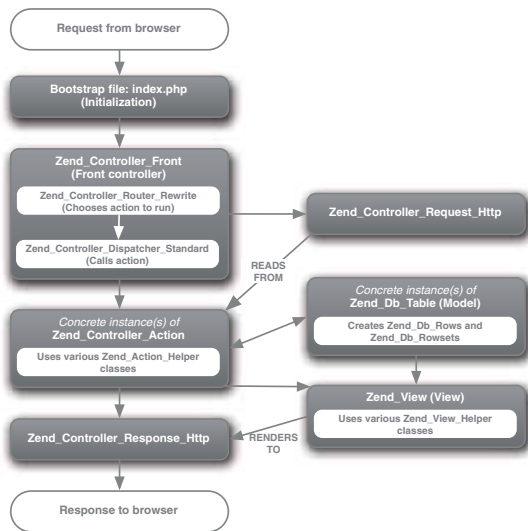 Request from browser
Bootstrap file: index.php
(Initialization)
Zend_Controller_Front
(Front controller)
Zend_Controller_Router_Rewrite
(Chooses action to run)
Zend_Controller_Dispatcher_Standard
(Calls action)
Zend_Controller_Request_Http
READS
FROM
Concrete instance(s) of
Zend_Controller_Action
Uses various Zend_Action_Helper
classes
Concrete instance(s) of
Zend_Db_Table (Model)
Creates Zend_Db_Rows and
Zend_Db_Rowsets
Zend_View (View)
Uses various Zend_View_Helper
classes
Zend_Controller_Response_Http
RENDERS
TO
Response to browser